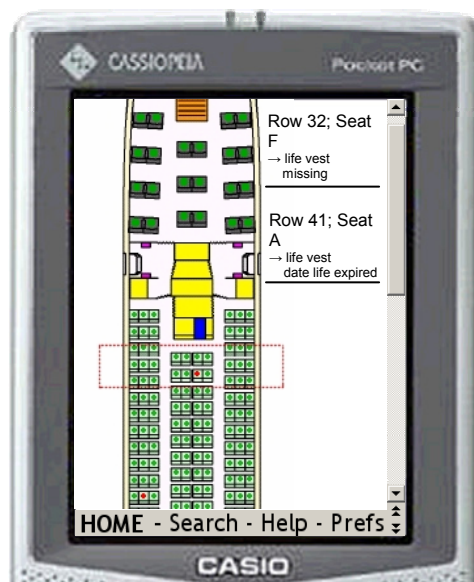 CASSIOPEIA Pocket PC
Row 32; Seat
F
→ life vest
missing
Row 41; Seat
A
→ life vest
date life expired
HOME - Search - Help - Prefs
CASIO